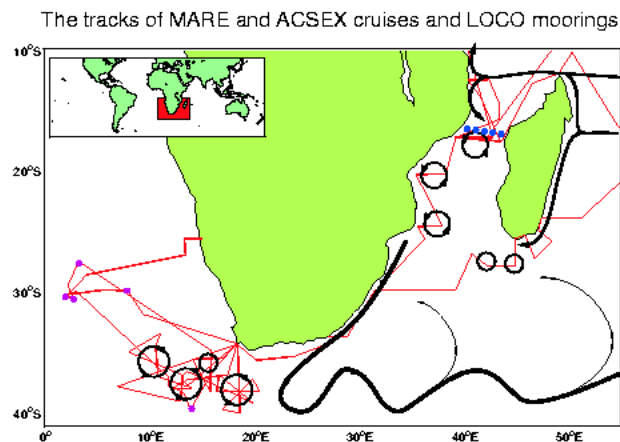 The tracks of MARE and ACSEX cruises and LOCO moorings
10°S
20°S
30°S
40°S
0° 10°E 20°E 30°E 40°E 50°E